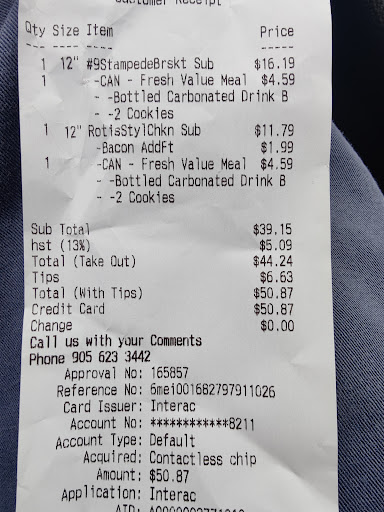 Customer Receipt
Qty Size Item Price
---- ---- ---- ----
1 12" #9StampedeBrskt Sub $16.19
1 -CAN - Fresh Value Meal $4.59
- -Bottled Carbonated Drink B
- -2 Cookies
1 12" RotisStylChkn Sub $11.79
-Bacon AddFt $1.99
1 -CAN - Fresh Value Meal $4.59
- -Bottled Carbonated Drink B
- -2 Cookies
Sub Total $39.15
hst (13%) $5.09
Total (Take Out) $44.24
Tips $6.63
Total (With Tips) $50.87
Credit Card $50.87
Change $0.00
Call us with your Comments
Phone 905 623 3442
Approval No: 165857
Reference No: 6mei001682797911026
Card Issuer: Interac
Account No: ************8211
Account Type: Default
Acquired: Contactless chip
Amount: $50.87
Application: Interac
AID: